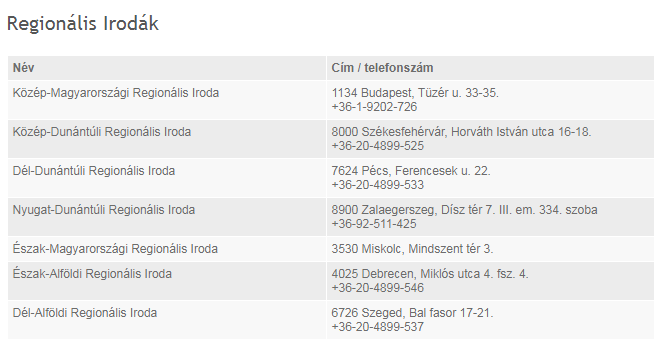 Regionális Irodák
Név
Cím / telefonszám
Közép-Magyarországi Regionális Iroda
1134 Budapest, Tüzér u. 33-35.
+36-1-9202-726
Közép-Dunántúli Regionális Iroda
8000 Székesfehérvár, Horváth István utca 16-18.
+36-20-4899-525
Dél-Dunántúli Regionális Iroda
7624 Pécs, Ferencesek u. 22.
+36-20-4899-533
Nyugat-Dunántúli Regionális Iroda
8900 Zalaegerszeg, Dísz tér 7. III. em. 334. szoba
+36-92-511-425
Észak-Magyarországi Regionális Iroda
3530 Miskolc, Mindszent tér 3.
Észak-Alföldi Regionális Iroda
4025 Debrecen, Miklós utca 4. fsz. 4.
+36-20-4899-546
Dél-Alföldi Regionális Iroda
6726 Szeged, Bal fasor 17-21.
+36-20-4899-537